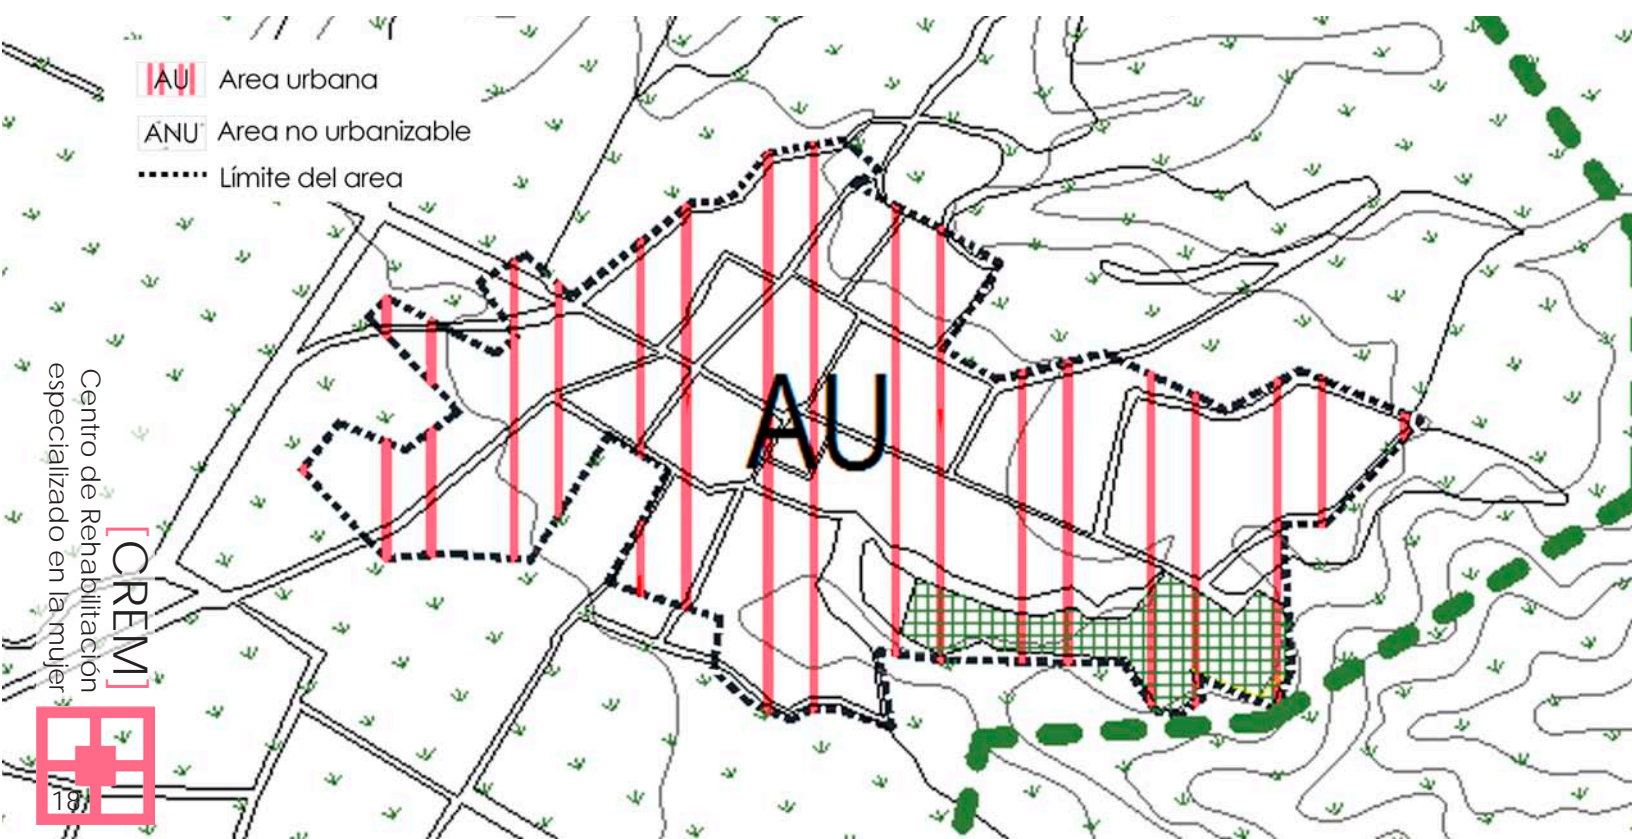 AU Area urbana
ANU Area no urbanizable
Límite del area
AU
[CREM]
Centro de Rehabilitación
especializado en la mujer
18